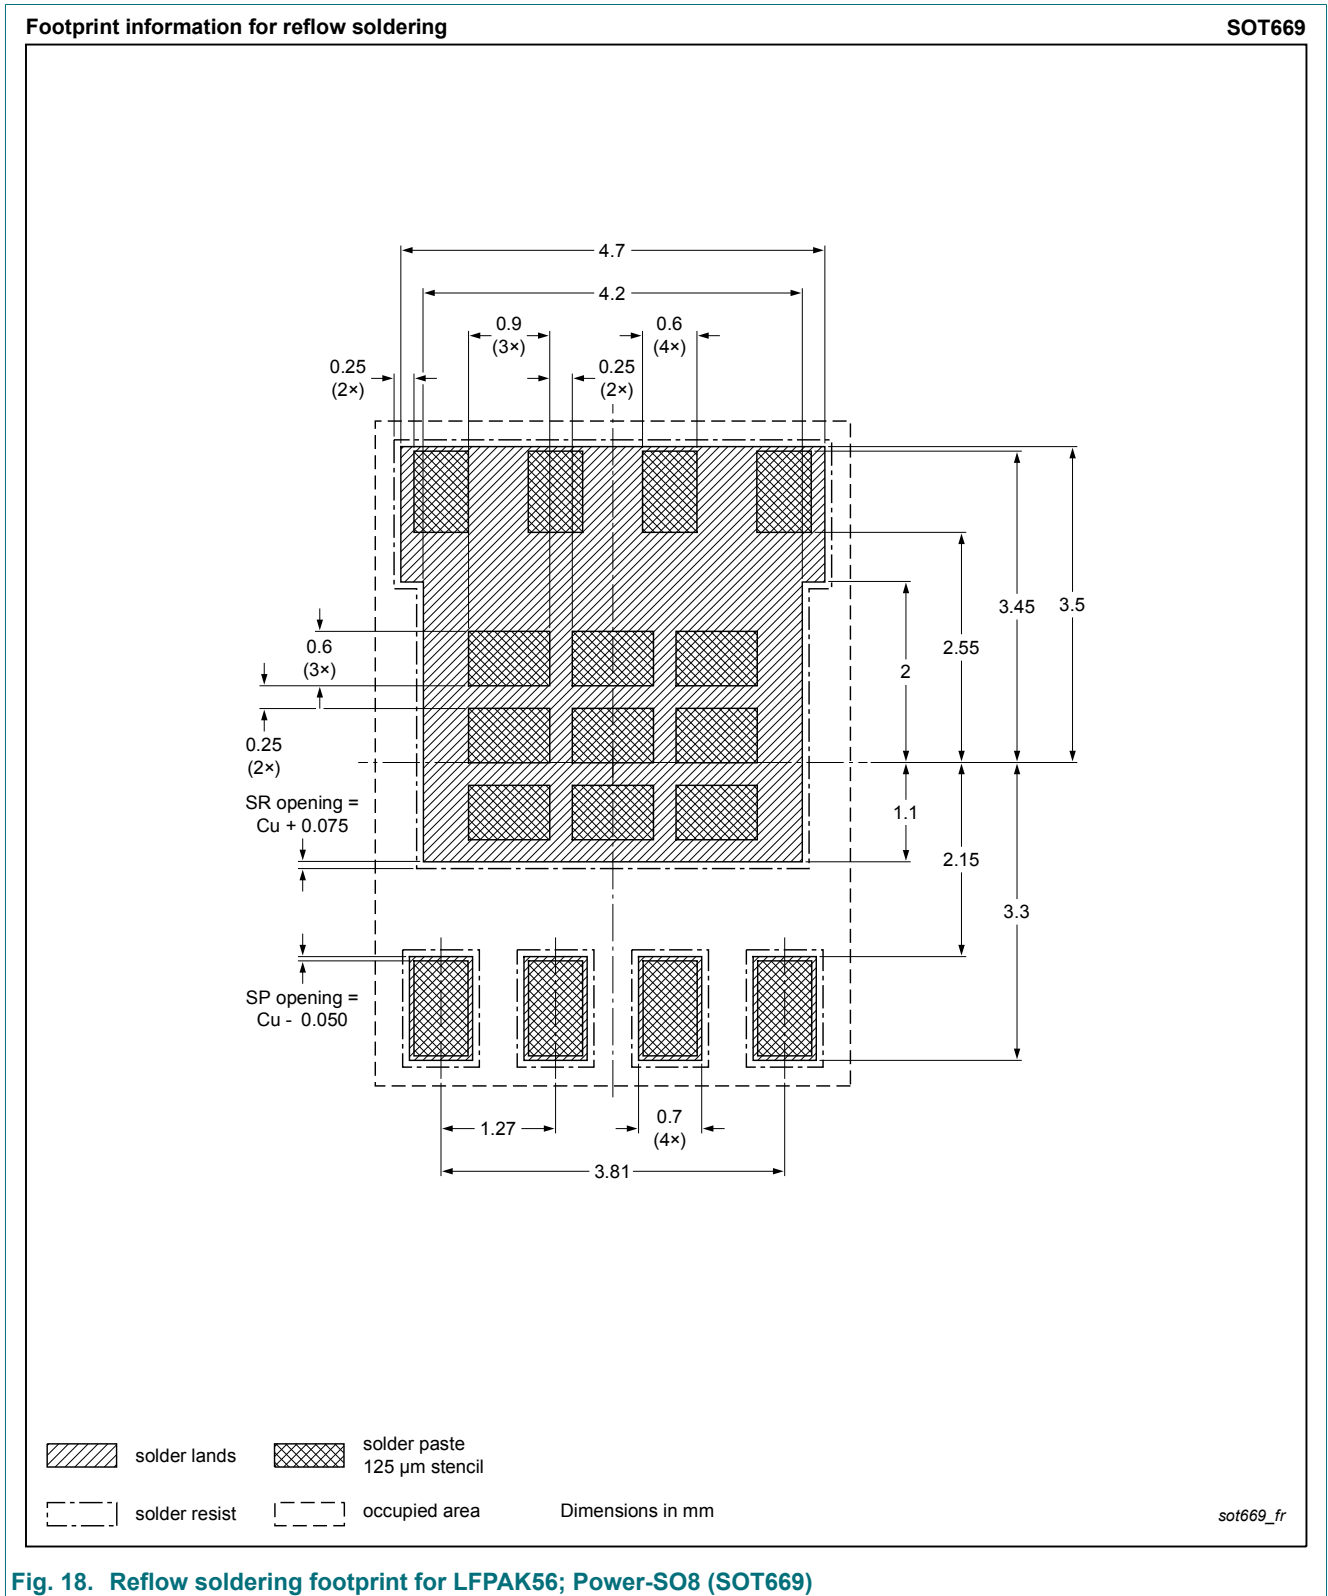 Footprint information for reflow soldering SOT669
4.7
4.2
0.9
(3×)
0.6
(4×)
0.25
(2×)
0.25
(2×)
0.6
(3×)
0.25
(2×)
3.45
3.5
2.55
2
SR opening =
Cu + 0.075
1.1
2.15
3.3
SP opening =
Cu - 0.050
1.27
0.7
(4×)
3.81
solder lands
solder paste
125 µm stencil
solder resist
occupied area
Dimensions in mm
sot669_fr
Fig. 18. Reflow soldering footprint for LFPAK56; Power-SO8 (SOT669)